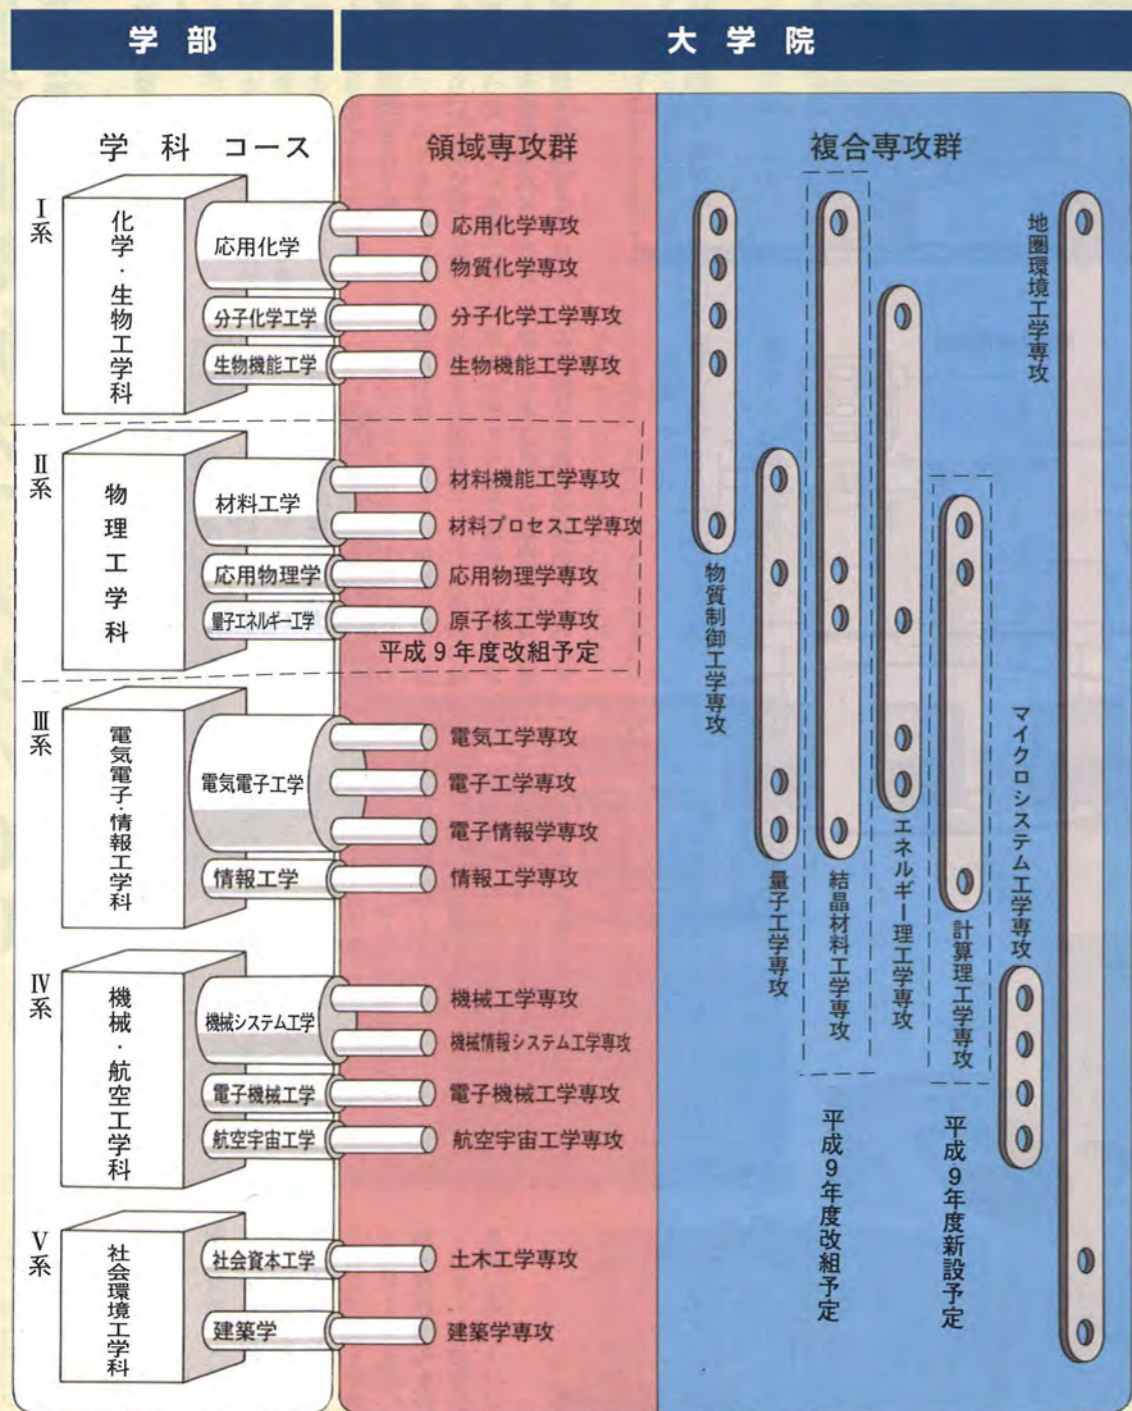 学部
大学院
学科 コース
領域専攻群
複合専攻群
Ⅰ系
化学・生物工学科
応用化学
分子化学工学
生物機能工学
応用化学専攻
物質化学専攻
分子化学工学専攻
生物機能工学専攻
Ⅱ系
物理工学科
材料工学
応用物理学
量子エネルギー工学
材料機能工学専攻
材料プロセス工学専攻
応用物理学専攻
原子核工学専攻
平成9年度改組予定
Ⅲ系
電気電子・情報工学科
電気電子工学
情報工学
電気工学専攻
電子工学専攻
電子情報学専攻
情報工学専攻
Ⅳ系
機械・航空工学科
機械システム工学
電子機械工学
航空宇宙工学
機械工学専攻
機械情報システム工学専攻
電子機械工学専攻
航空宇宙工学専攻
Ⅴ系
社会環境工学科
社会資本工学
建築学
土木工学専攻
建築学専攻
物質制御工学専攻
量子工学専攻
結晶材料工学専攻
平成9年度改組予定
エネルギー理工学専攻
計算理工学専攻
平成9年度新設予定
マイクロシステム工学専攻
地圏環境工学専攻